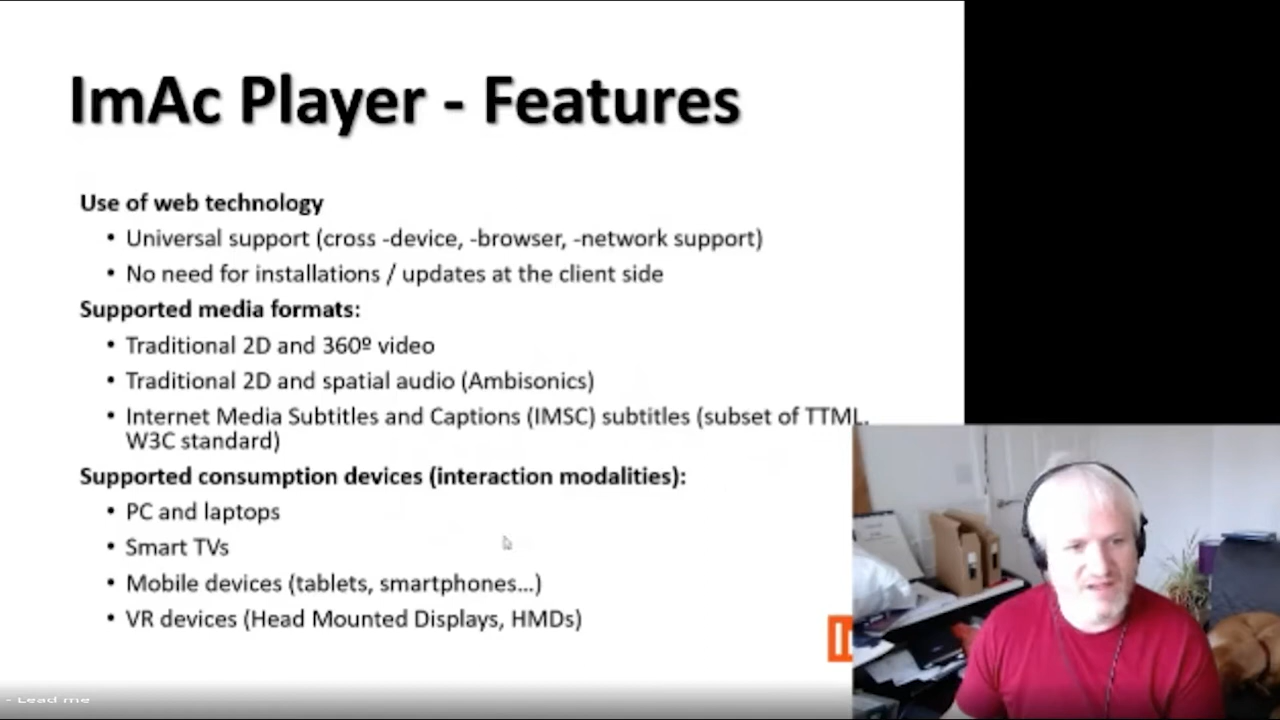 ImAc Player - Features
Use of web technology
• Universal support (cross -device, -browser, -network support)
• No need for installations / updates at the client side
Supported media formats:
• Traditional 2D and 360º video
• Traditional 2D and spatial audio (Ambisonics)
• Internet Media Subtitles and Captions (IMSC) subtitles (subset of TTML,
W3C standard)
Supported consumption devices (interaction modalities):
• PC and laptops
• Smart TVs
• Mobile devices (tablets, smartphones...)
• VR devices (Head Mounted Displays, HMDs)
- Lead me